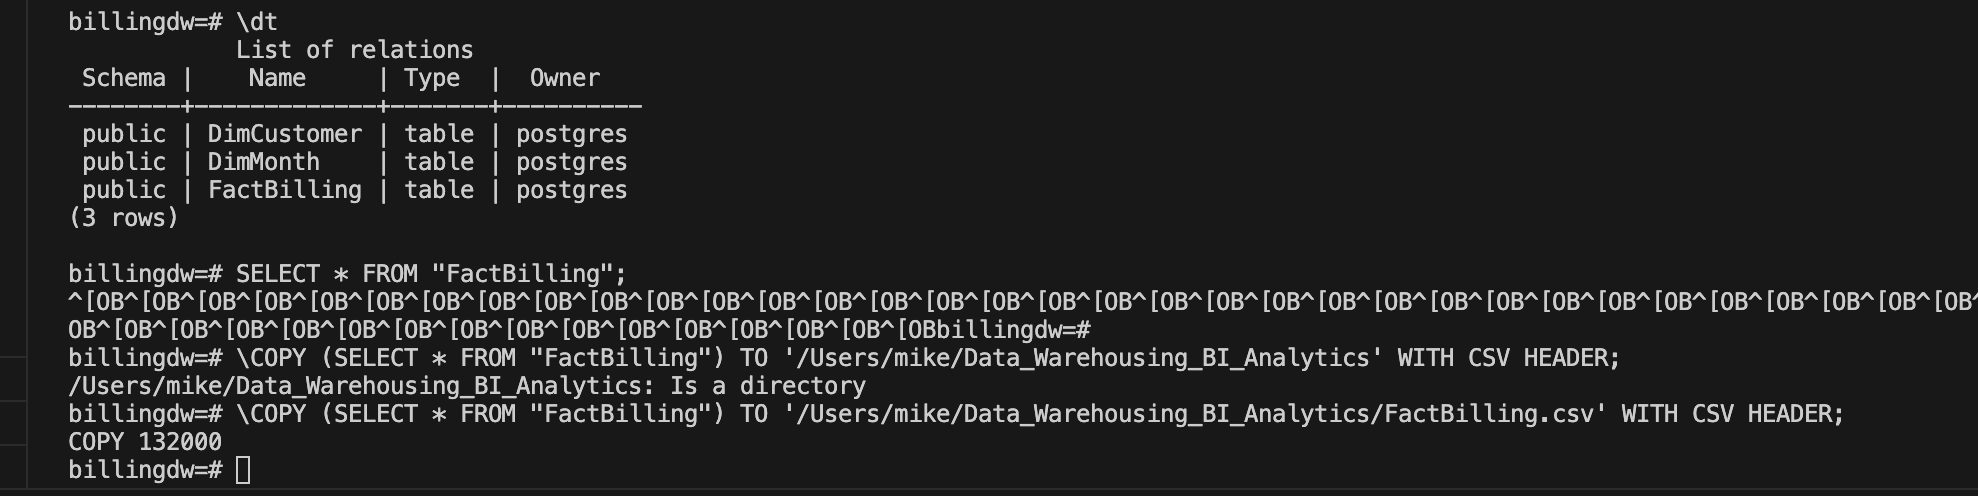 billingdw=# \dt
List of relations
Schema | Name | Type | Owner
--------+-------------+-------+----------
public | DimCustomer | table | postgres
public | DimMonth | table | postgres
public | FactBilling | table | postgres
(3 rows)
billingdw=# SELECT * FROM "FactBilling";
^[OB^[OB^[OB^[OB^[OB^[OB^[OB^[OB^[OB^[OB^[OB^[OB^[OB^[OB^[OB^[OB^[OB^[OB^[OB^[OB^[OB^[OB^[OB^[OB^[OB^[OB^[OB^[OB^[OB^[OB^[OB^[OB^[OB^[OB^
OB^[OB^[OB^[OB^[OB^[OB^[OB^[OB^[OB^[OB^[OB^[OB^[OB^[OB^[OB^[OBbillingdw=#
billingdw=# \COPY (SELECT * FROM "FactBilling") TO '/Users/mike/Data_Warehousing_BI_Analytics' WITH CSV HEADER;
/Users/mike/Data_Warehousing_BI_Analytics: Is a directory
billingdw=# \COPY (SELECT * FROM "FactBilling") TO '/Users/mike/Data_Warehousing_BI_Analytics/FactBilling.csv' WITH CSV HEADER;
COPY 132000
billingdw=#